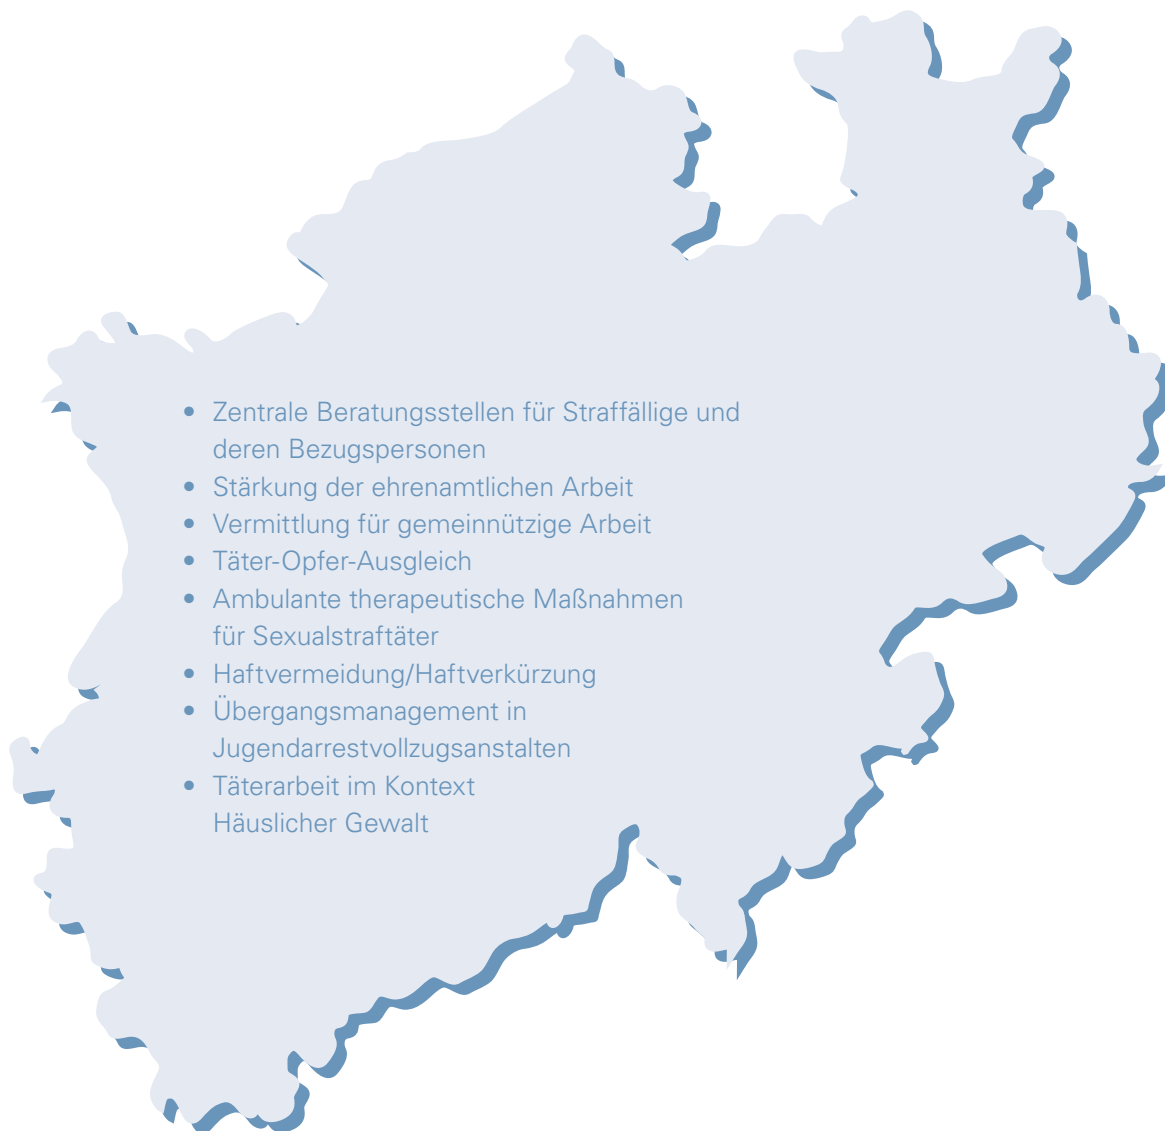 • Zentrale Beratungsstellen für Straffällige und
deren Bezugspersonen
• Stärkung der ehrenamtlichen Arbeit
• Vermittlung für gemeinnützige Arbeit
• Täter-Opfer-Ausgleich
• Ambulante therapeutische Maßnahmen
für Sexualstraftäter
• Haftvermeidung/Haftverkürzung
• Übergangsmanagement in
Jugendarrestvollzugsanstalten
• Täterarbeit im Kontext
Häuslicher Gewalt